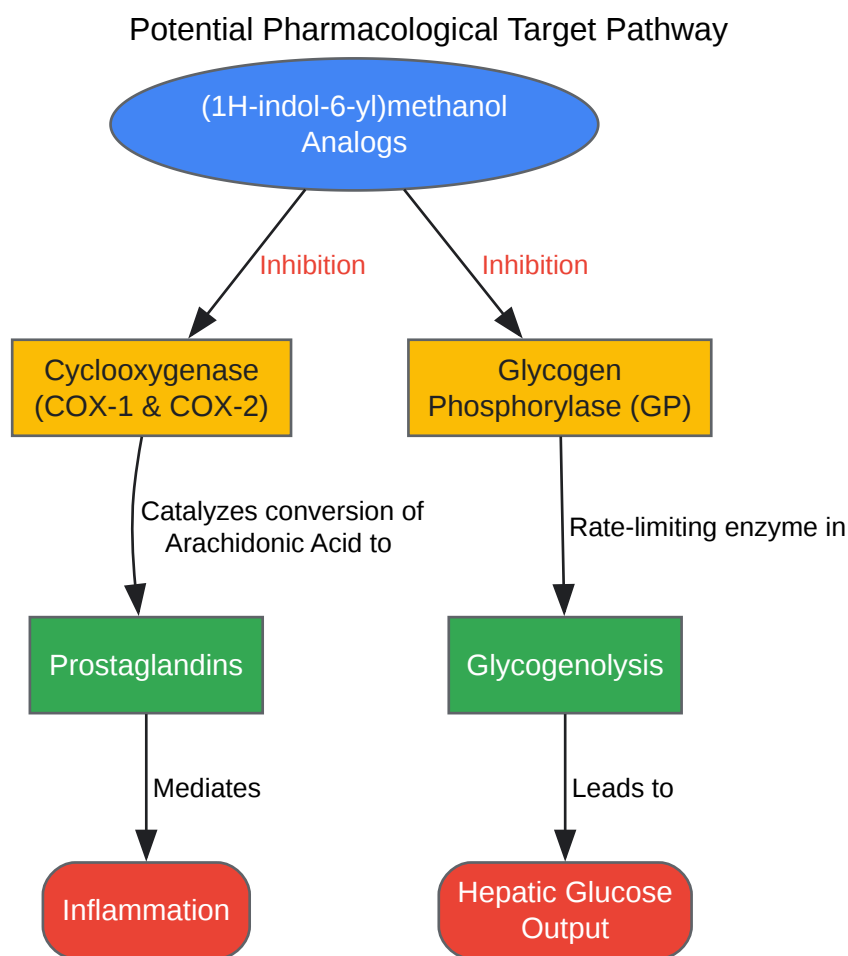 Potential Pharmacological Target Pathway
(1H-indol-6-yl)methanol
Analogs
Inhibition
Inhibition
Cyclooxygenase
(COX-1 & COX-2)
Glycogen
Phosphorylase (GP)
Catalyzes conversion of
Arachidonic Acid to
Rate-limiting enzyme in
Prostaglandins
Glycogenolysis
Mediates
Leads to
Inflammation
Hepatic Glucose
Output